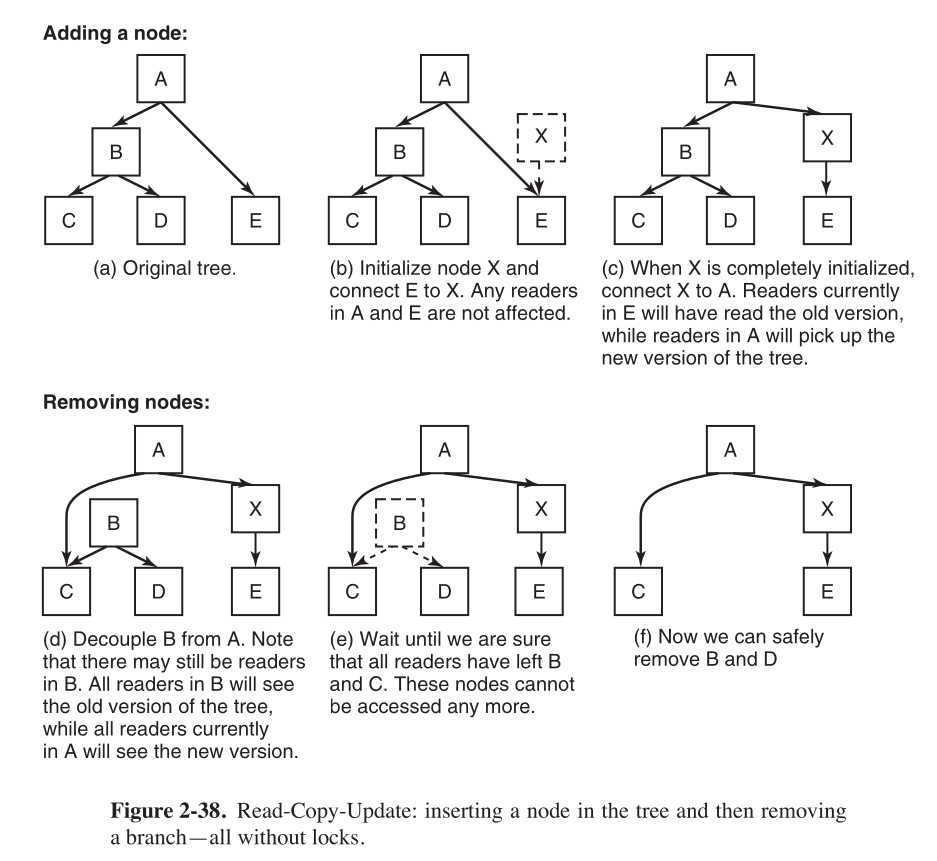 Adding a node:
A
B
C
D
E
(a) Original tree.
A
B
X
C
D
E
(b) Initialize node X and
connect E to X. Any readers
in A and E are not affected.
A
B
X
C
D
E
(c) When X is completely initialized,
connect X to A. Readers currently
in E will have read the old version,
while readers in A will pick up the
new version of the tree.
Removing nodes:
A
B
X
C
D
E
(d) Decouple B from A. Note
that there may still be readers
in B. All readers in B will see
the old version of the tree,
while all readers currently
in A will see the new version.
A
B
X
C
D
E
(e) Wait until we are sure
that all readers have left B
and C. These nodes cannot
be accessed any more.
A
X
C
E
(f) Now we can safely
remove B and D
Figure 2-38. Read-Copy-Update: inserting a node in the tree and then removing
a branch—all without locks.